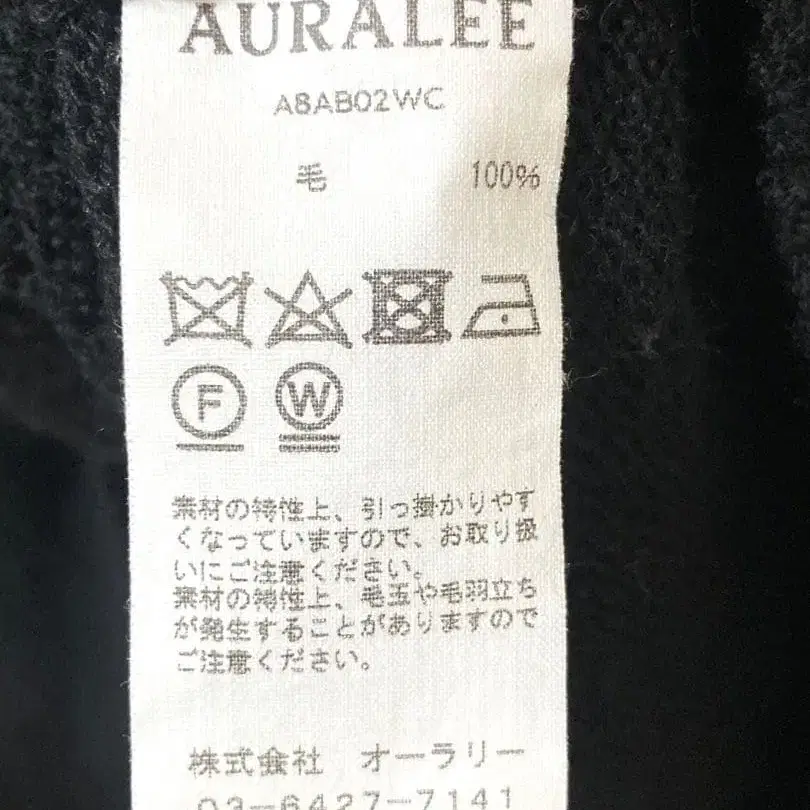 AURALEE
A8AB02WC
毛 100%
F W
素材の特性上、引っ掛かりやす
くなっていますので、お取り扱
いにご注意ください。
素材の特性上、毛玉や毛羽立ち
が発生することがありますので
ご注意ください。
株式会社 オーラリー
03-6427-7141